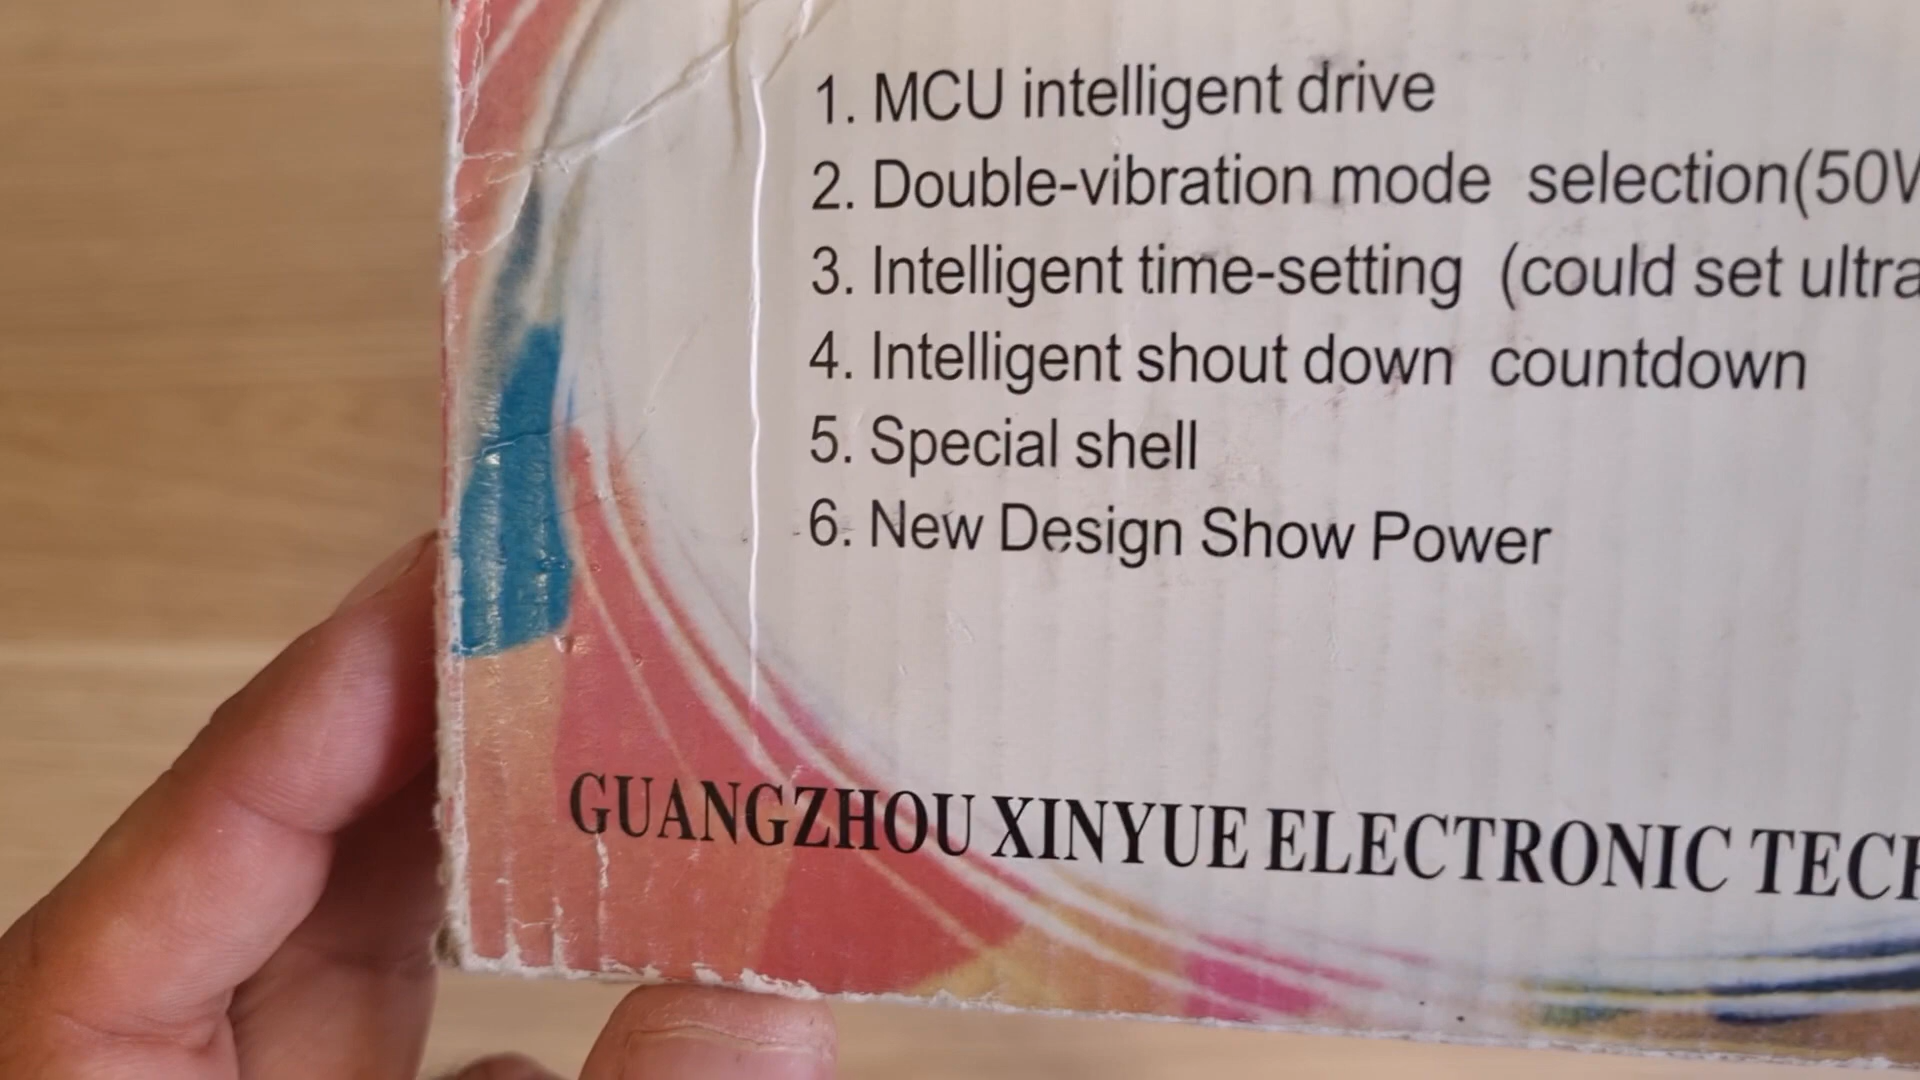 1. MCU intelligent drive
2. Double-vibration mode selection(50W
3. Intelligent time-setting (could set ultra
4. Intelligent shout down countdown
5. Special shell
6. New Design Show Power
GUANGZHOU XINYUE ELECTRONIC TECH